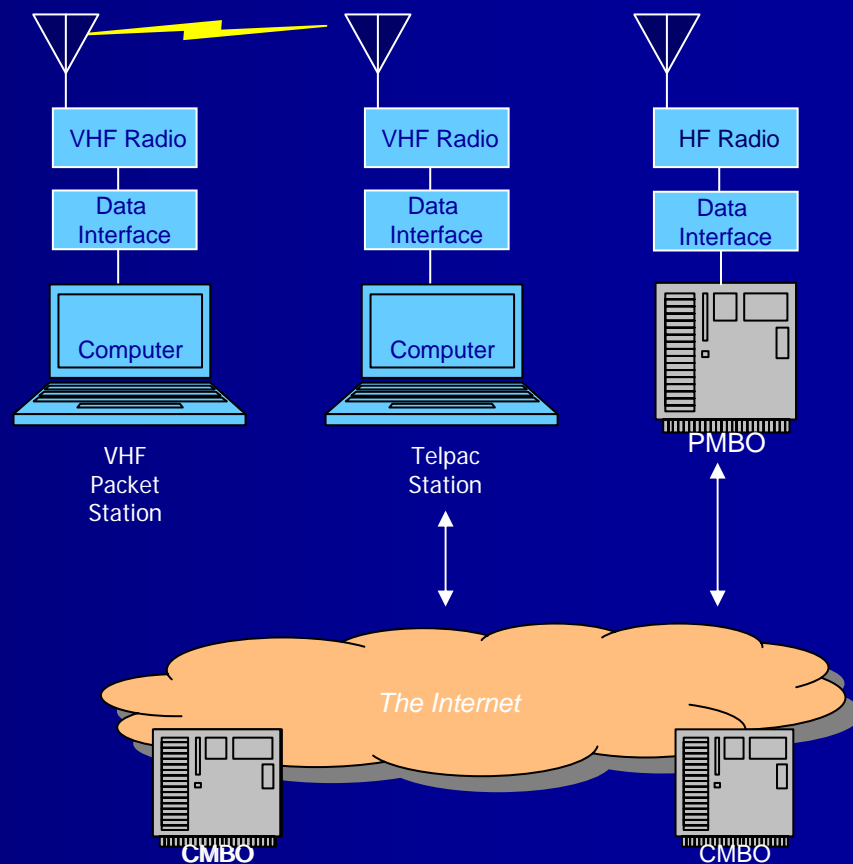 VHF Radio
VHF Radio
HF Radio
Data
Interface
Data
Interface
Data
Interface
Computer
Computer
VHF
Packet
Station
Telpac
Station
PMBO
The Internet
CMBO
CMBO